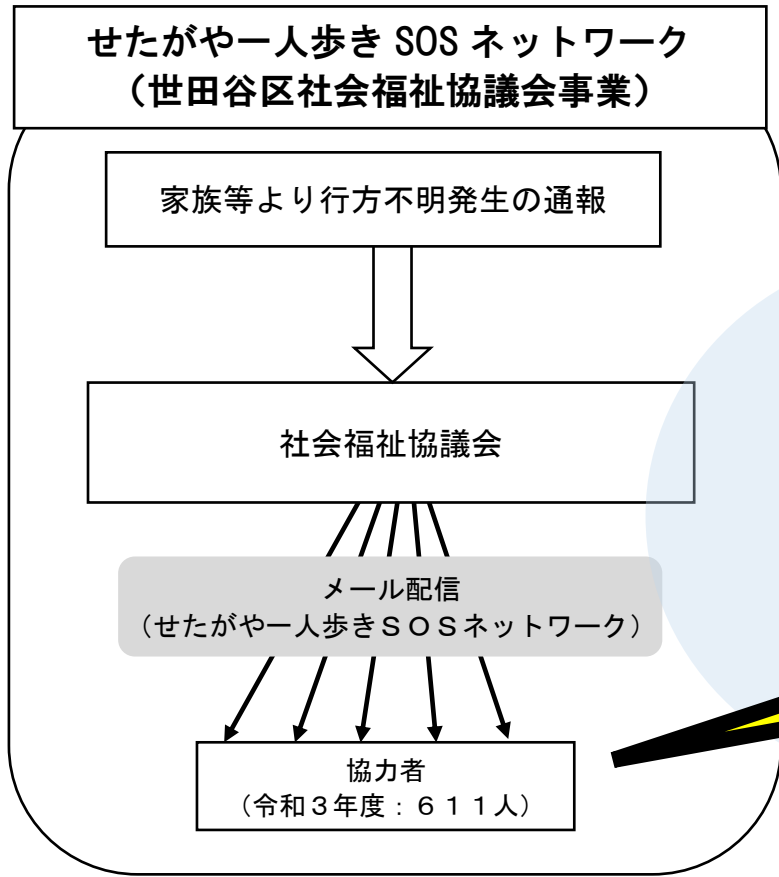 せたがや一人歩き SOS ネットワーク
（世田谷区社会福祉協議会事業）
家族等より行方不明発生の通報
社会福祉協議会
メール配信
（せたがや一人歩きＳＯＳネットワーク）
協力者
（令和３年度：６１１人）